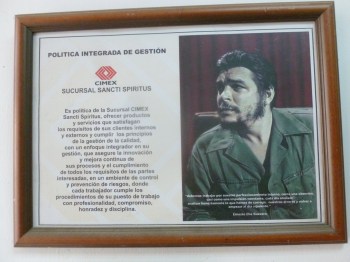 POLÍTICA INTEGRADA DE GESTIÓN
CIMEX
SUCURSAL SANCTI SPIRITUS
Es política de la Sucursal CIMEX
Sancti Spíritus, ofrecer productos
y servicios que satisfagan
los requisitos de sus clientes internos
y externos y cumplir los principios
de la gestión de la calidad,
con un enfoque integrador en su
gestión, que asegure la innovación
y mejora continua de
sus procesos y el cumplimiento
de todos los requisitos de las partes
interesadas, en un ambiente de control
y prevención de riesgos, donde
cada trabajador cumple los
procedimientos de su puesto de trabajo
con profesionalidad, compromiso,
honradez y disciplina.